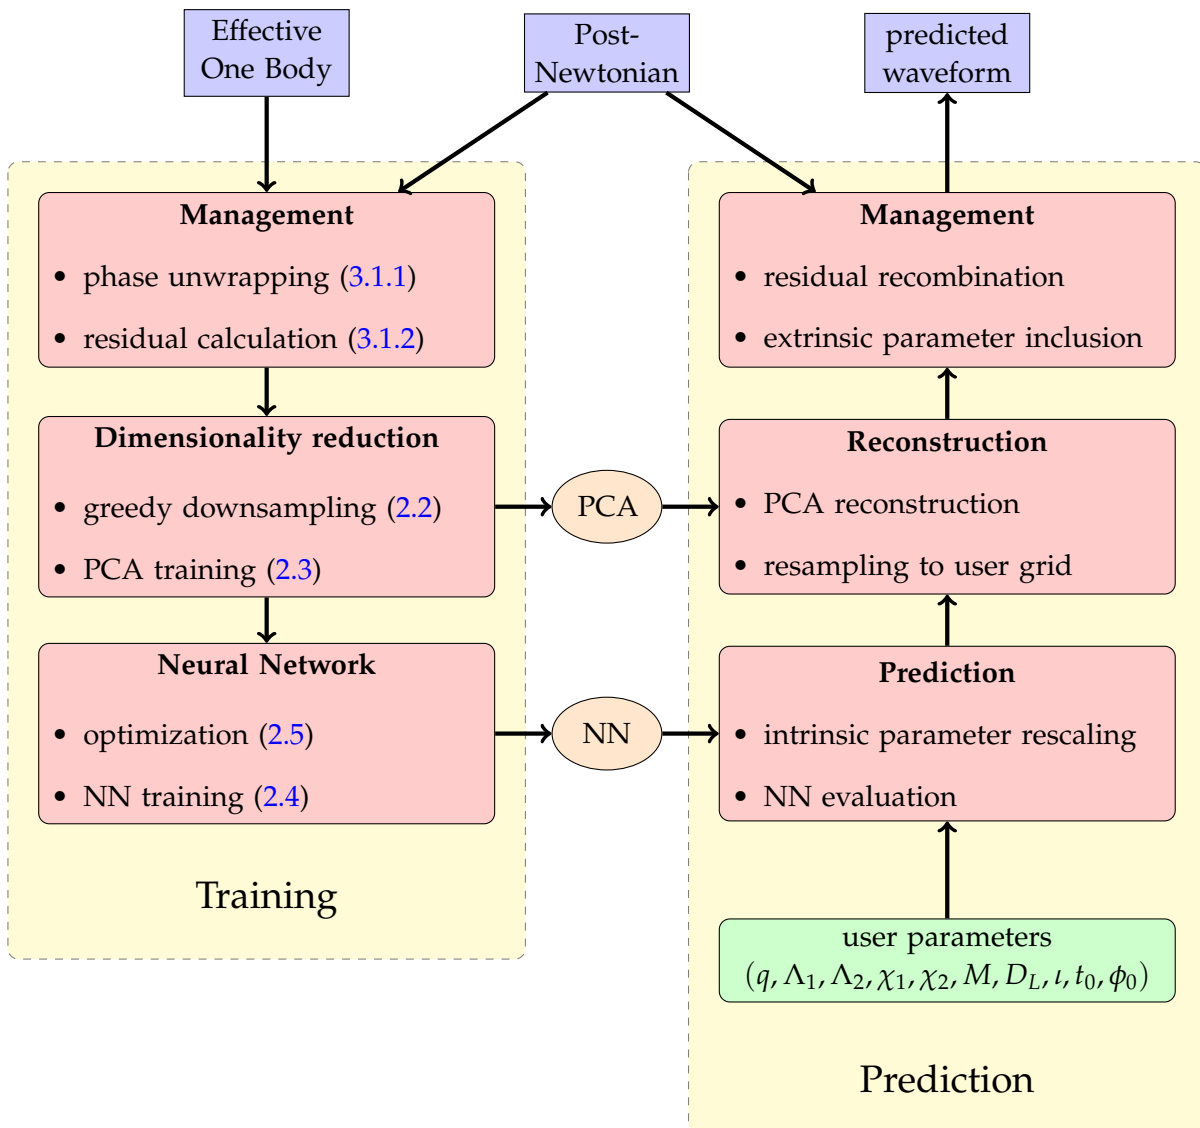 Effective
One Body
Post-
Newtonian
predicted
waveform
Management
• phase unwrapping (3.1.1)
• residual calculation (3.1.2)
Dimensionality reduction
• greedy downsampling (2.2)
• PCA training (2.3)
Neural Network
• optimization (2.5)
• NN training (2.4)
Training
PCA
NN
Management
• residual recombination
• extrinsic parameter inclusion
Reconstruction
• PCA reconstruction
• resampling to user grid
Prediction
• intrinsic parameter rescaling
• NN evaluation
user parameters
(q, Λ₁, Λ₂, χ₁, χ₂, M, D_L, ι, t₀, ϕ₀)
Prediction